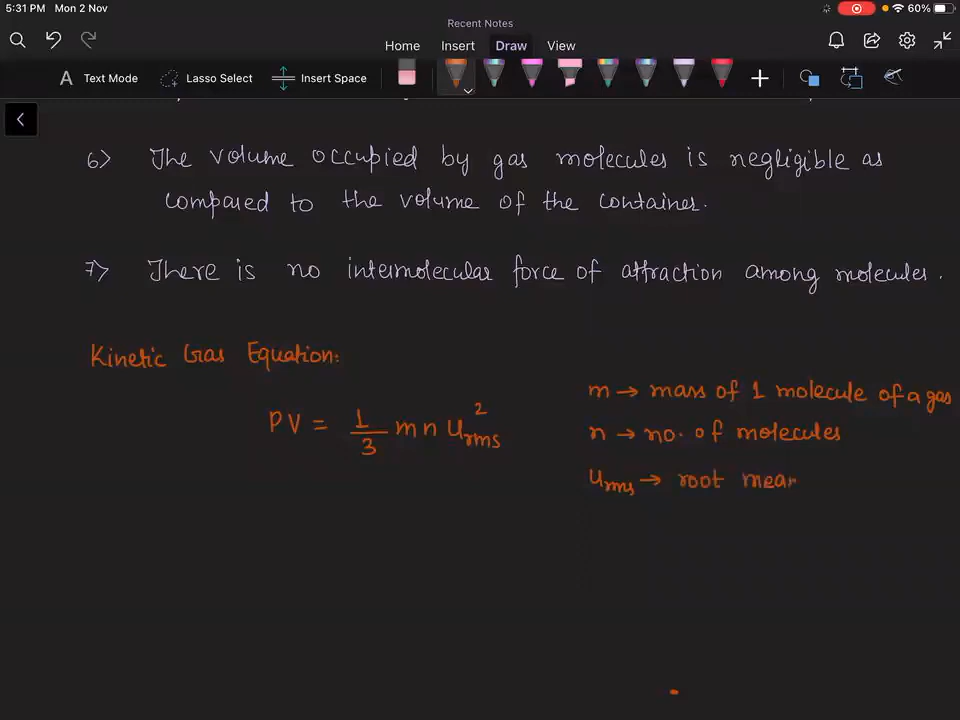 5:31 PM Mon 2 Nov
60%
Recent Notes
Home Insert Draw View
Text Mode Lasso Select Insert Space
6> The volume occupied by gas molecules is negligible as
compared to the volume of the container.
7> There is no intermolecular force of attraction among molecules.
Kinetic Gas Equation:
PV = 1/3 m n u²rms
m → mass of 1 molecule of a gas
n → no. of molecules
urms → root mean